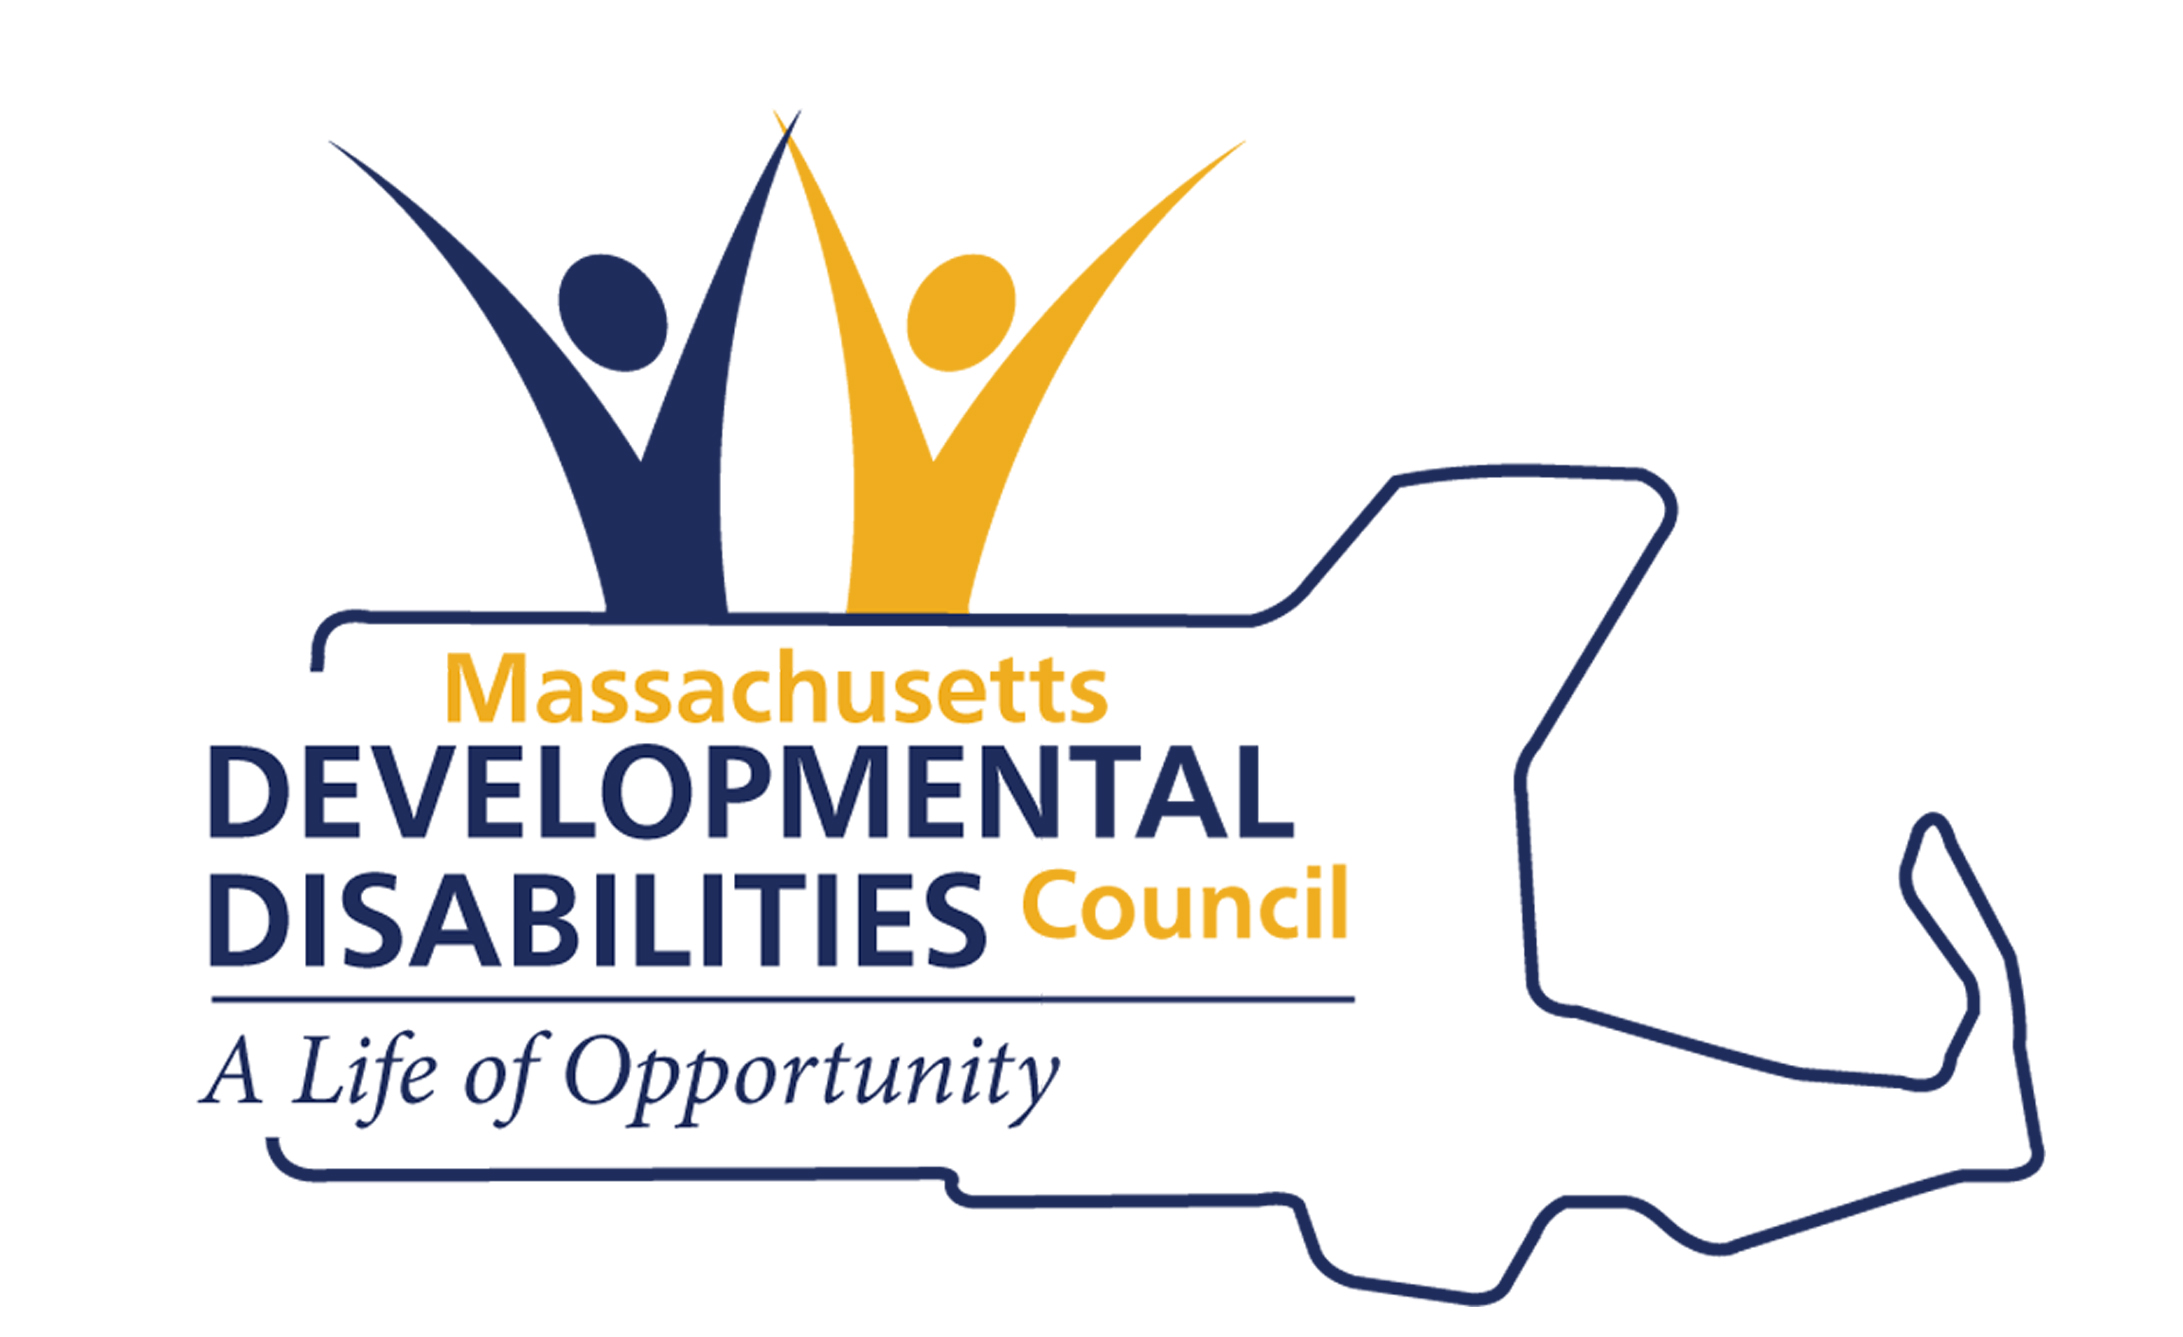 Massachusetts
DEVELOPMENTAL
DISABILITIES Council
A Life of Opportunity